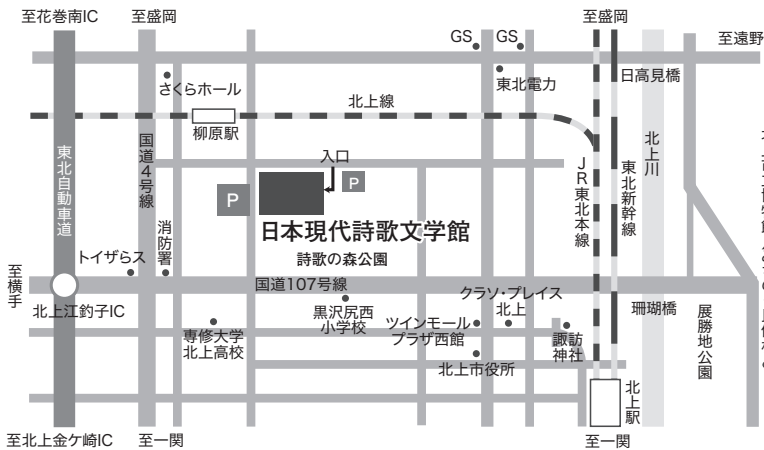 至花巻南IC
至盛岡
GS
GS
至盛岡
至遠野
さくらホール
東北電力
日高見橋
北上線
柳原駅
国道4号線
東北自動車道
入口
P
P
JR東北本線
東北新幹線
北上川
日本現代詩歌文学館
詩歌の森公園
消防署
トイザらス
至横手
国道107号線
北上江釣子IC
黒沢尻西
小学校
クラソ・プレイス
北上
ツインモール
プラザ西館
専修大学
北上高校
諏訪
神社
珊瑚橋
展勝地公園
北上市役所
北上駅
至北上金ケ崎IC
至一関
至一関